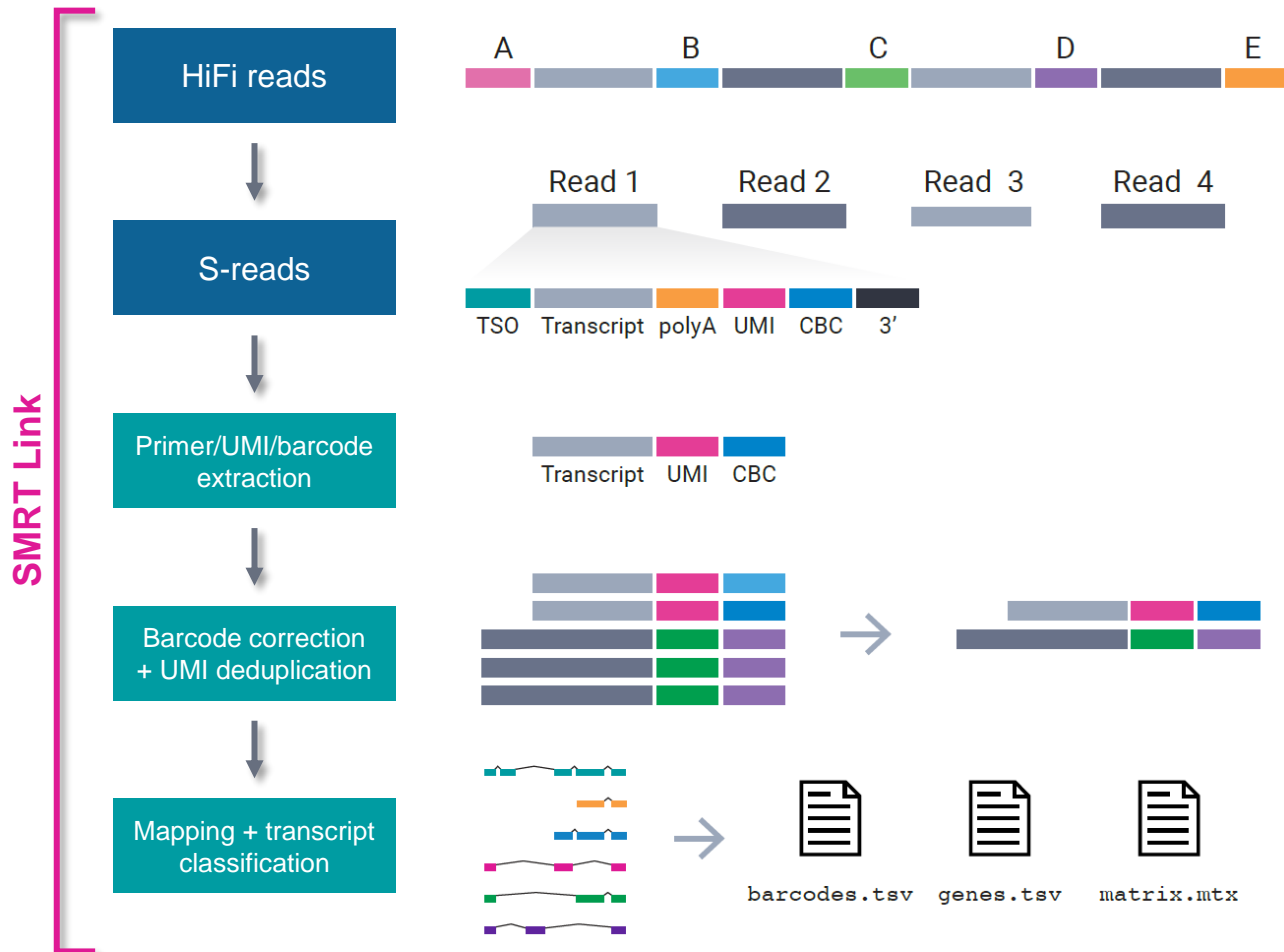 SMRT Link
HiFi reads
A B C D E
Read 1 Read 2 Read 3 Read 4
S-reads
TSO Transcript polyA UMI CBC 3’
Primer/UMI/barcode
extraction
Transcript UMI CBC
Barcode correction
+ UMI deduplication
Mapping + transcript
classification
barcodes.tsv genes.tsv matrix.mtx